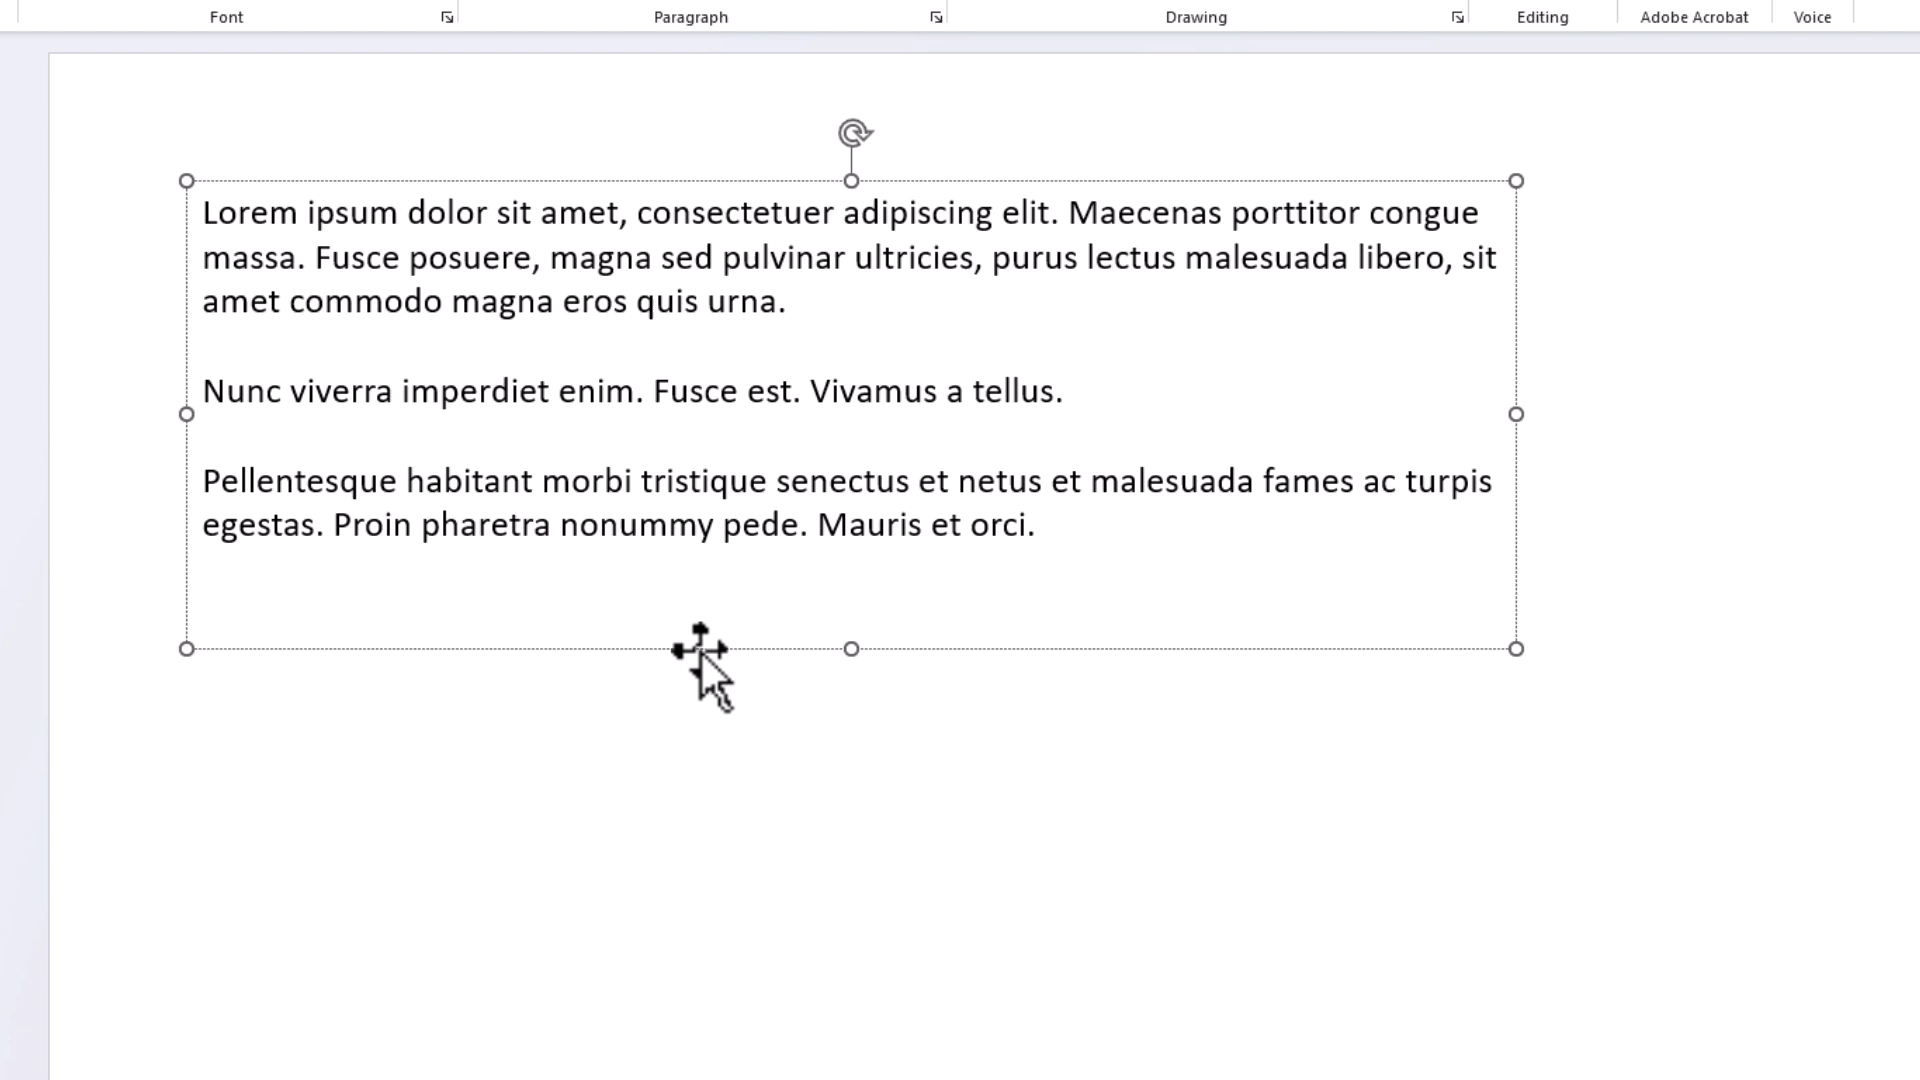 Font
Paragraph
Drawing
Editing
Adobe Acrobat
Voice
Lorem ipsum dolor sit amet, consectetuer adipiscing elit. Maecenas porttitor congue
massa. Fusce posuere, magna sed pulvinar ultricies, purus lectus malesuada libero, sit
amet commodo magna eros quis urna.
Nunc viverra imperdiet enim. Fusce est. Vivamus a tellus.
Pellentesque habitant morbi tristique senectus et netus et malesuada fames ac turpis
egestas. Proin pharetra nonummy pede. Mauris et orci.